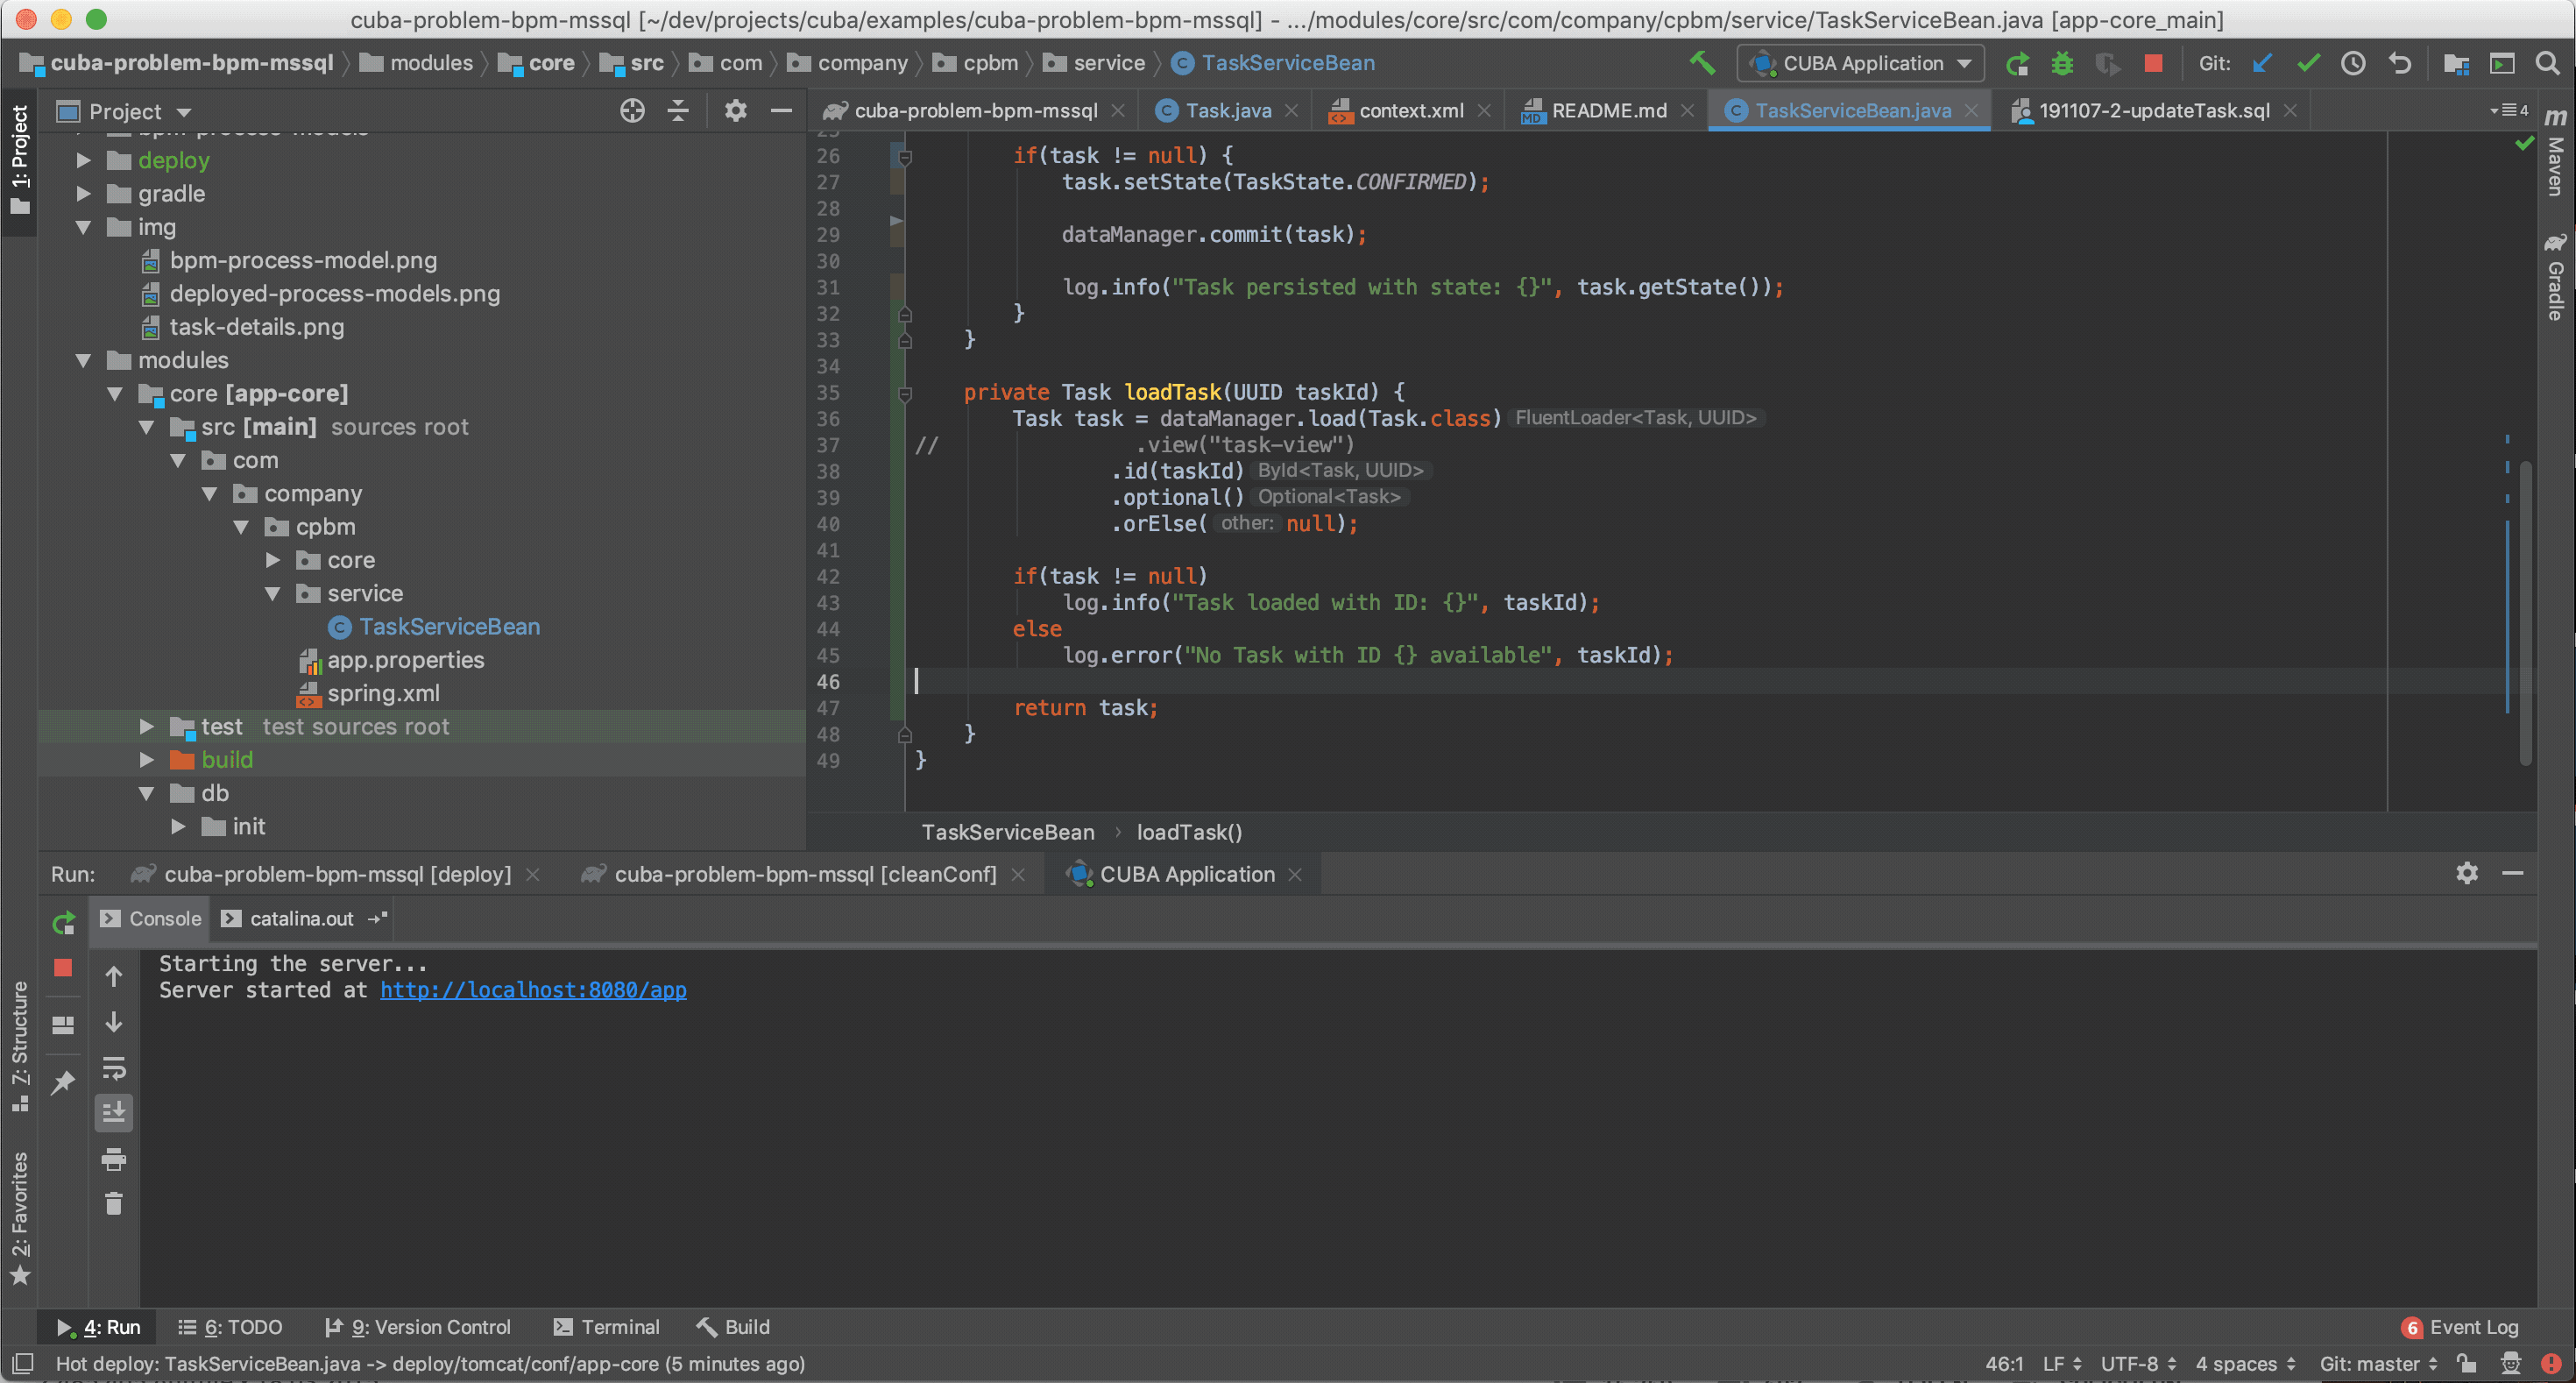 cuba-problem-bpm-mssql [~/dev/projects/cuba/examples/cuba-problem-bpm-mssql] - .../modules/core/src/com/company/cpbm/service/TaskServiceBean.java [app-core_main]
cuba-problem-bpm-mssql modules core src com company cpbm service TaskServiceBean
CUBA Application
Git:
1: Project
Project
cuba-problem-bpm-mssql
Task.java
context.xml
README.md
TaskServiceBean.java
191107-2-updateTask.sql
4
Maven
Gradle
bpm-process-models
deploy
gradle
img
bpm-process-model.png
deployed-process-models.png
task-details.png
modules
core [app-core]
src [main] sources root
com
company
cpbm
core
service
TaskServiceBean
app.properties
spring.xml
test test sources root
build
db
init
25
26 if(task != null) {
27 task.setState(TaskState.CONFIRMED);
28
29 dataManager.commit(task);
30
31 log.info("Task persisted with state: {}", task.getState());
32 }
33 }
34
35 private Task loadTask(UUID taskId) {
36 Task task = dataManager.load(Task.class) FluentLoader<Task, UUID>
37 // .view("task-view")
38 .id(taskId) ById<Task, UUID>
39 .optional() Optional<Task>
40 .orElse( other: null);
41
42 if(task != null)
43 log.info("Task loaded with ID: {}", taskId);
44 else
45 log.error("No Task with ID {} available", taskId);
46
47 return task;
48 }
49 }
TaskServiceBean › loadTask()
Run:
cuba-problem-bpm-mssql [deploy]
cuba-problem-bpm-mssql [cleanConf]
CUBA Application
Console
catalina.out
Starting the server...
Server started at http://localhost:8080/app
Z: Structure
2: Favorites
4: Run
6: TODO
9: Version Control
Terminal
Build
6 Event Log
Hot deploy: TaskServiceBean.java -> deploy/tomcat/conf/app-core (5 minutes ago)
46:1 LF UTF-8 4 spaces Git: master